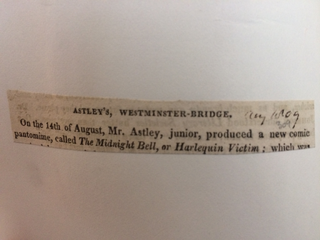 ASTLEY'S, WESTMINSTER-BRIDGE.
On the 14th of August, Mr. Astley, junior, produced a new comic
pantomime, called The Midnight Bell, or Harlequin Victim; which was